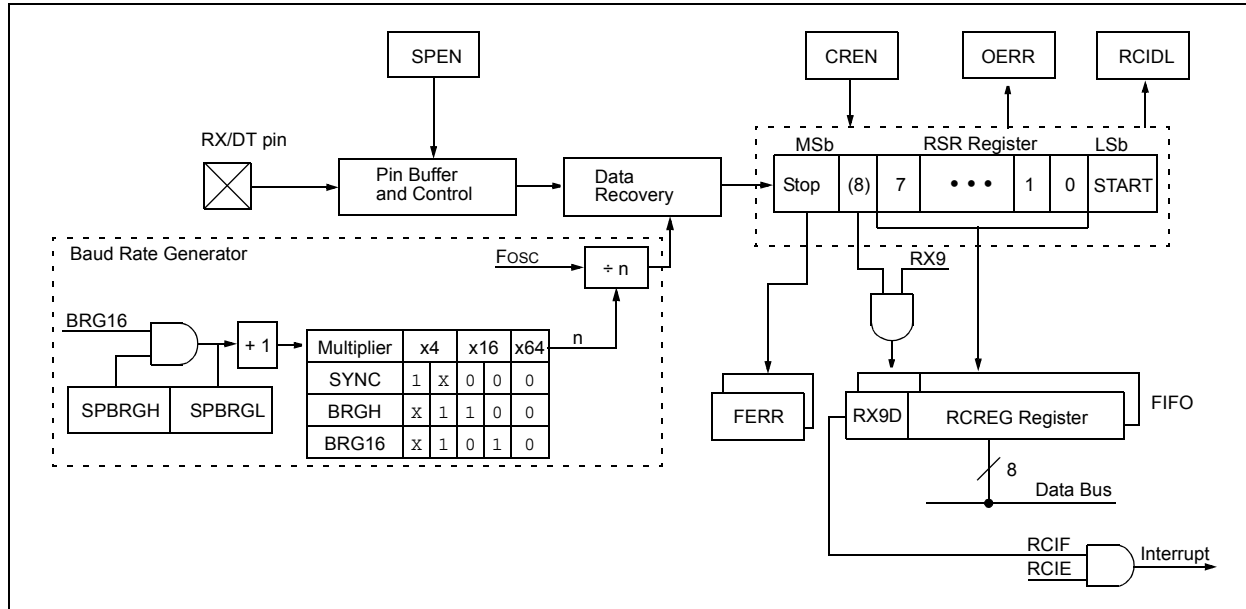 SPEN
CREN
OERR
RCIDL
RX/DT pin
Pin Buffer
and Control
Data
Recovery
MSb
RSR Register
LSb
Stop (8) 7 • • • 1 0 START
Baud Rate Generator
FOSC
÷ n
RX9
BRG16
+ 1
n
Multiplier x4 x16 x64
SYNC 1 X 0 0 0
BRGH X 1 1 0 0
BRG16 X 1 0 1 0
SPBRGH SPBRGL
FERR
RX9D
RCREG Register
FIFO
8
Data Bus
RCIF
RCIE
Interrupt